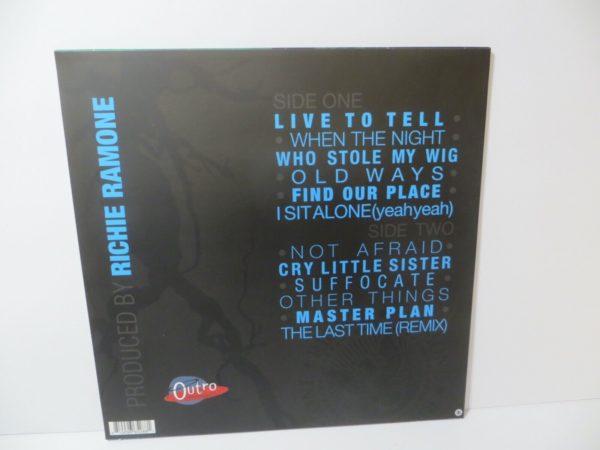 PRODUCED BY RICHIE RAMONE
SIDE ONE
LIVE TO TELL •
• WHEN THE NIGHT
WHO STOLE MY WIG
• OLD WAYS •
FIND OUR PLACE •
I SIT ALONE (yeahyeah)
SIDE TWO
• NOT AFRAID •
CRY LITTLE SISTER
• SUFFOCATE •
OTHER THINGS
• MASTER PLAN •
THE LAST TIME (REMIX)
Outro